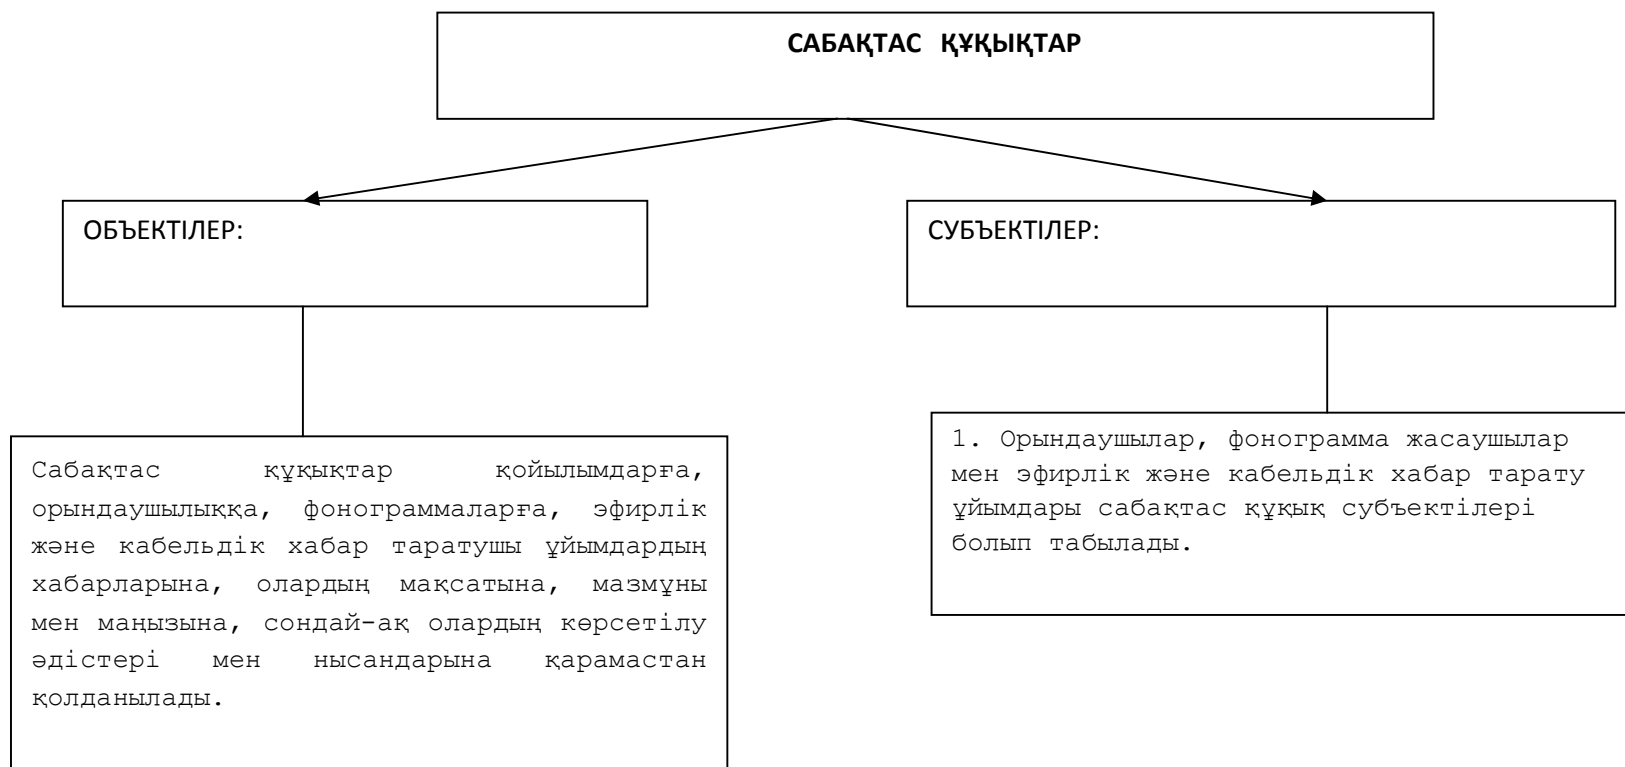 САБАҚТАС ҚҰҚЫҚТАР
ОБЪЕКТІЛЕР:
СУБЪЕКТІЛЕР:
Сабақтас құқықтар қойылымдарға,
орындаушылыққа, фонограммаларға, эфирлік
және кабельдік хабар таратушы ұйымдардың
хабарларына, олардың мақсатына, мазмұны
мен маңызына, сондай-ақ олардың көрсетілу
әдістері мен нысандарына қарамастан
қолданылады.
1. Орындаушылар, фонограмма жасаушылар
мен эфирлік және кабельдік хабар тарату
ұйымдары сабақтас құқық субъектілері
болып табылады.